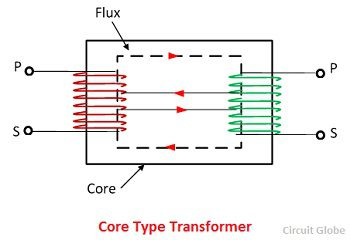 Flux
P
P
S
S
Core
Core Type Transformer
Circuit Globe